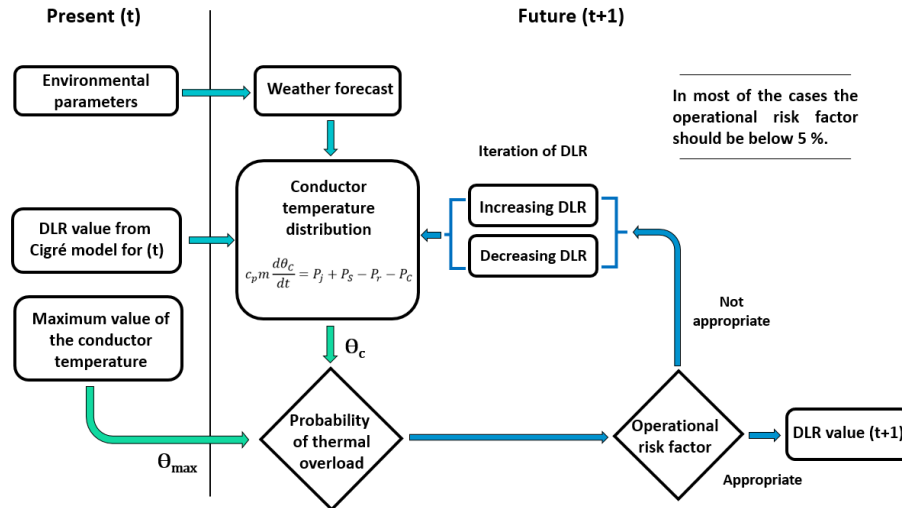 Present (t)
Future (t+1)
Environmental
parameters
Weather forecast
In most of the cases the
operational risk factor
should be below 5 %.
Iteration of DLR
Conductor
temperature
distribution
c_p m dθ_C/dt = P_j + P_S − P_r − P_C
Increasing DLR
Decreasing DLR
DLR value from
Cigré model for (t)
Maximum value of
the conductor
temperature
Not
appropriate
Θ_c
Probability
of thermal
overload
Operational
risk factor
DLR value (t+1)
Θ_max
Appropriate